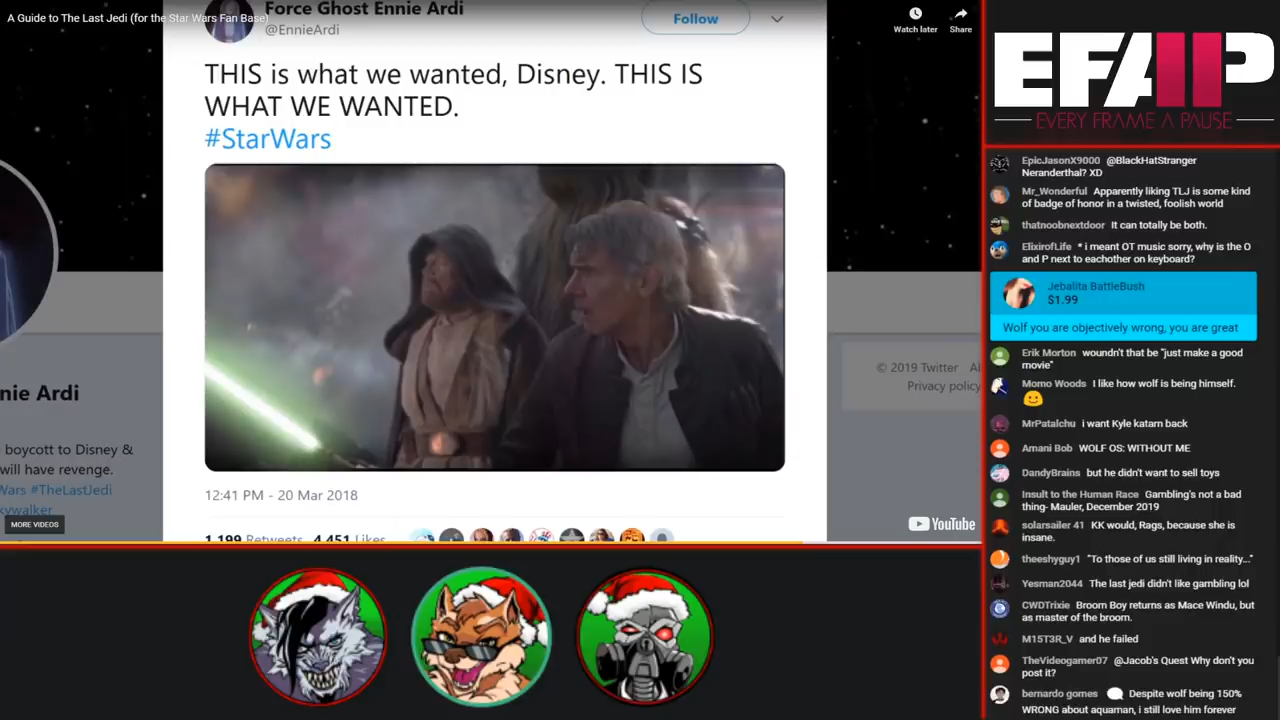 A Guide to The Last Jedi (for the Star Wars Fan Base)
Force Ghost Ennie Ardi
@EnnieArdi
Follow
Watch later
Share
THIS is what we wanted, Disney. THIS IS
WHAT WE WANTED.
#StarWars
12:41 PM - 20 Mar 2018
1,199 Retweets 4,451 Likes
nie Ardi
boycott to Disney &
will have revenge.
Wars #TheLastJedi
kywalker
MORE VIDEOS
© 2019 Twitter
Privacy policy
YouTube
EFAP
EVERY FRAME A PAUSE
EpicJasonX9000 @BlackHatStranger
Neranderthal? XD
Mr_Wonderful Apparently liking TLJ is some kind
of badge of honor in a twisted, foolish world
thatnoobnextdoor It can totally be both.
ElixirofLife * i meant OT music sorry, why is the O
and P next to eachother on keyboard?
Jebalita BattleBush
$1.99
Wolf you are objectively wrong, you are great
Erik Morton woundn't that be "just make a good
movie"
Momo Woods I like how wolf is being himself.
MrPatalchu i want Kyle katarn back
Amani Bob WOLF OS: WITHOUT ME
DandyBrains but he didn't want to sell toys
Insult to the Human Race Gambling's not a bad
thing- Mauler, December 2019
solarsailer 41 KK would, Rags, because she is
insane.
theeshyguy1 "To those of us still living in reality..."
Yesman2044 The last jedi didn't like gambling lol
CWDTrixie Broom Boy returns as Mace Windu, but
as master of the broom.
M15T3R_V and he failed
TheVideogamer07 @Jacob's Quest Why don't you
post it?
bernardo gomes Despite wolf being 150%
WRONG about aquaman, i still love him forever